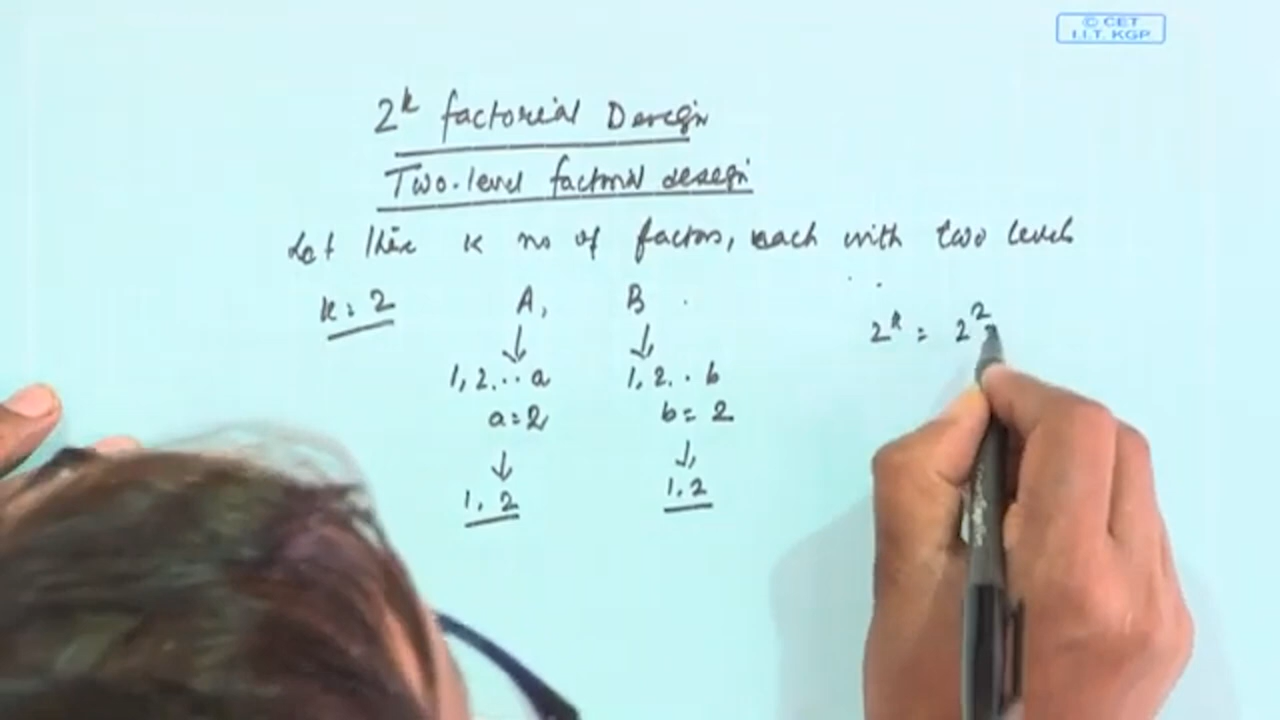 © CET
I.I.T. KGP
2^k factorial Design
Two-level factorial design
Let there k no of factors, each with two levels
k = 2 A, B
2^k = 2^2
↓ ↓
1, 2 .. a 1, 2 .. b
a = 2 b = 2
↓ ↓
1, 2 1, 2